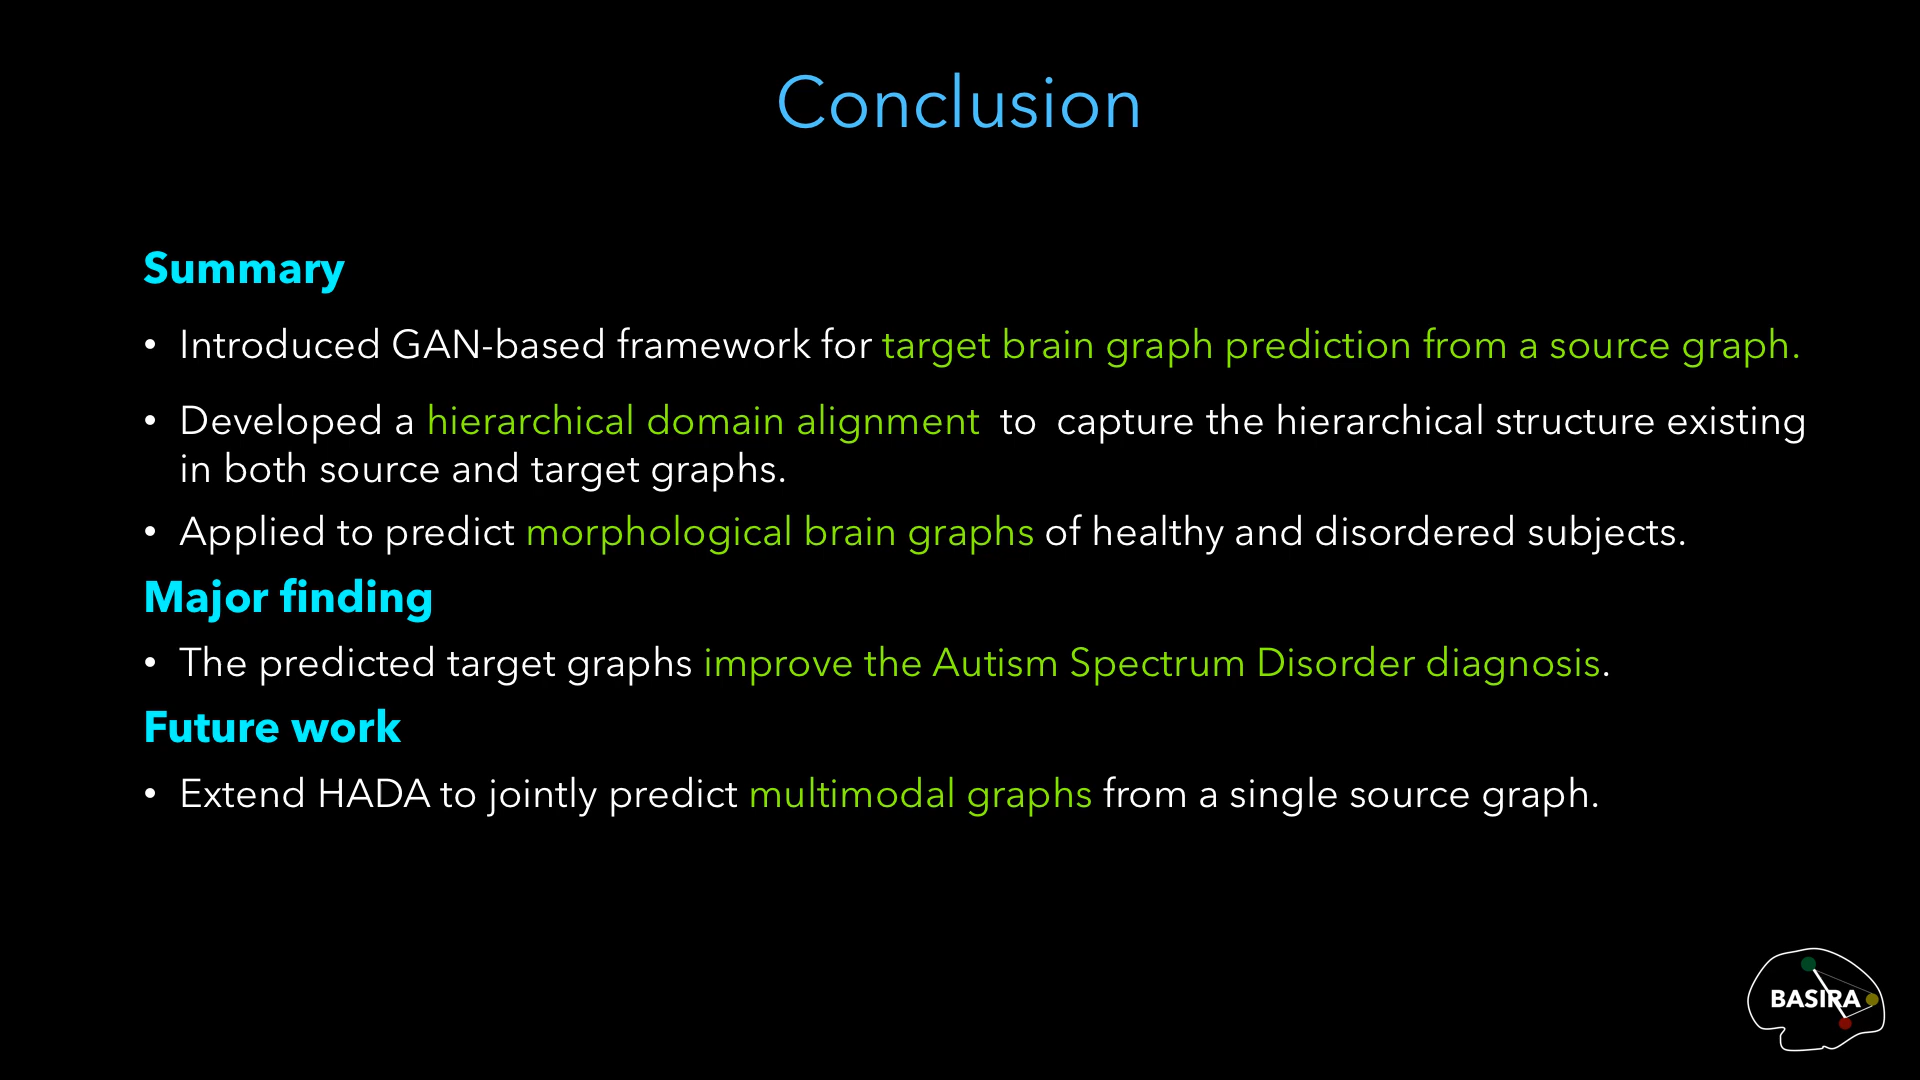 Conclusion
Summary
• Introduced GAN-based framework for target brain graph prediction from a source graph.
• Developed a hierarchical domain alignment to capture the hierarchical structure existing
in both source and target graphs.
• Applied to predict morphological brain graphs of healthy and disordered subjects.
Major finding
• The predicted target graphs improve the Autism Spectrum Disorder diagnosis.
Future work
• Extend HADA to jointly predict multimodal graphs from a single source graph.
BASIRA